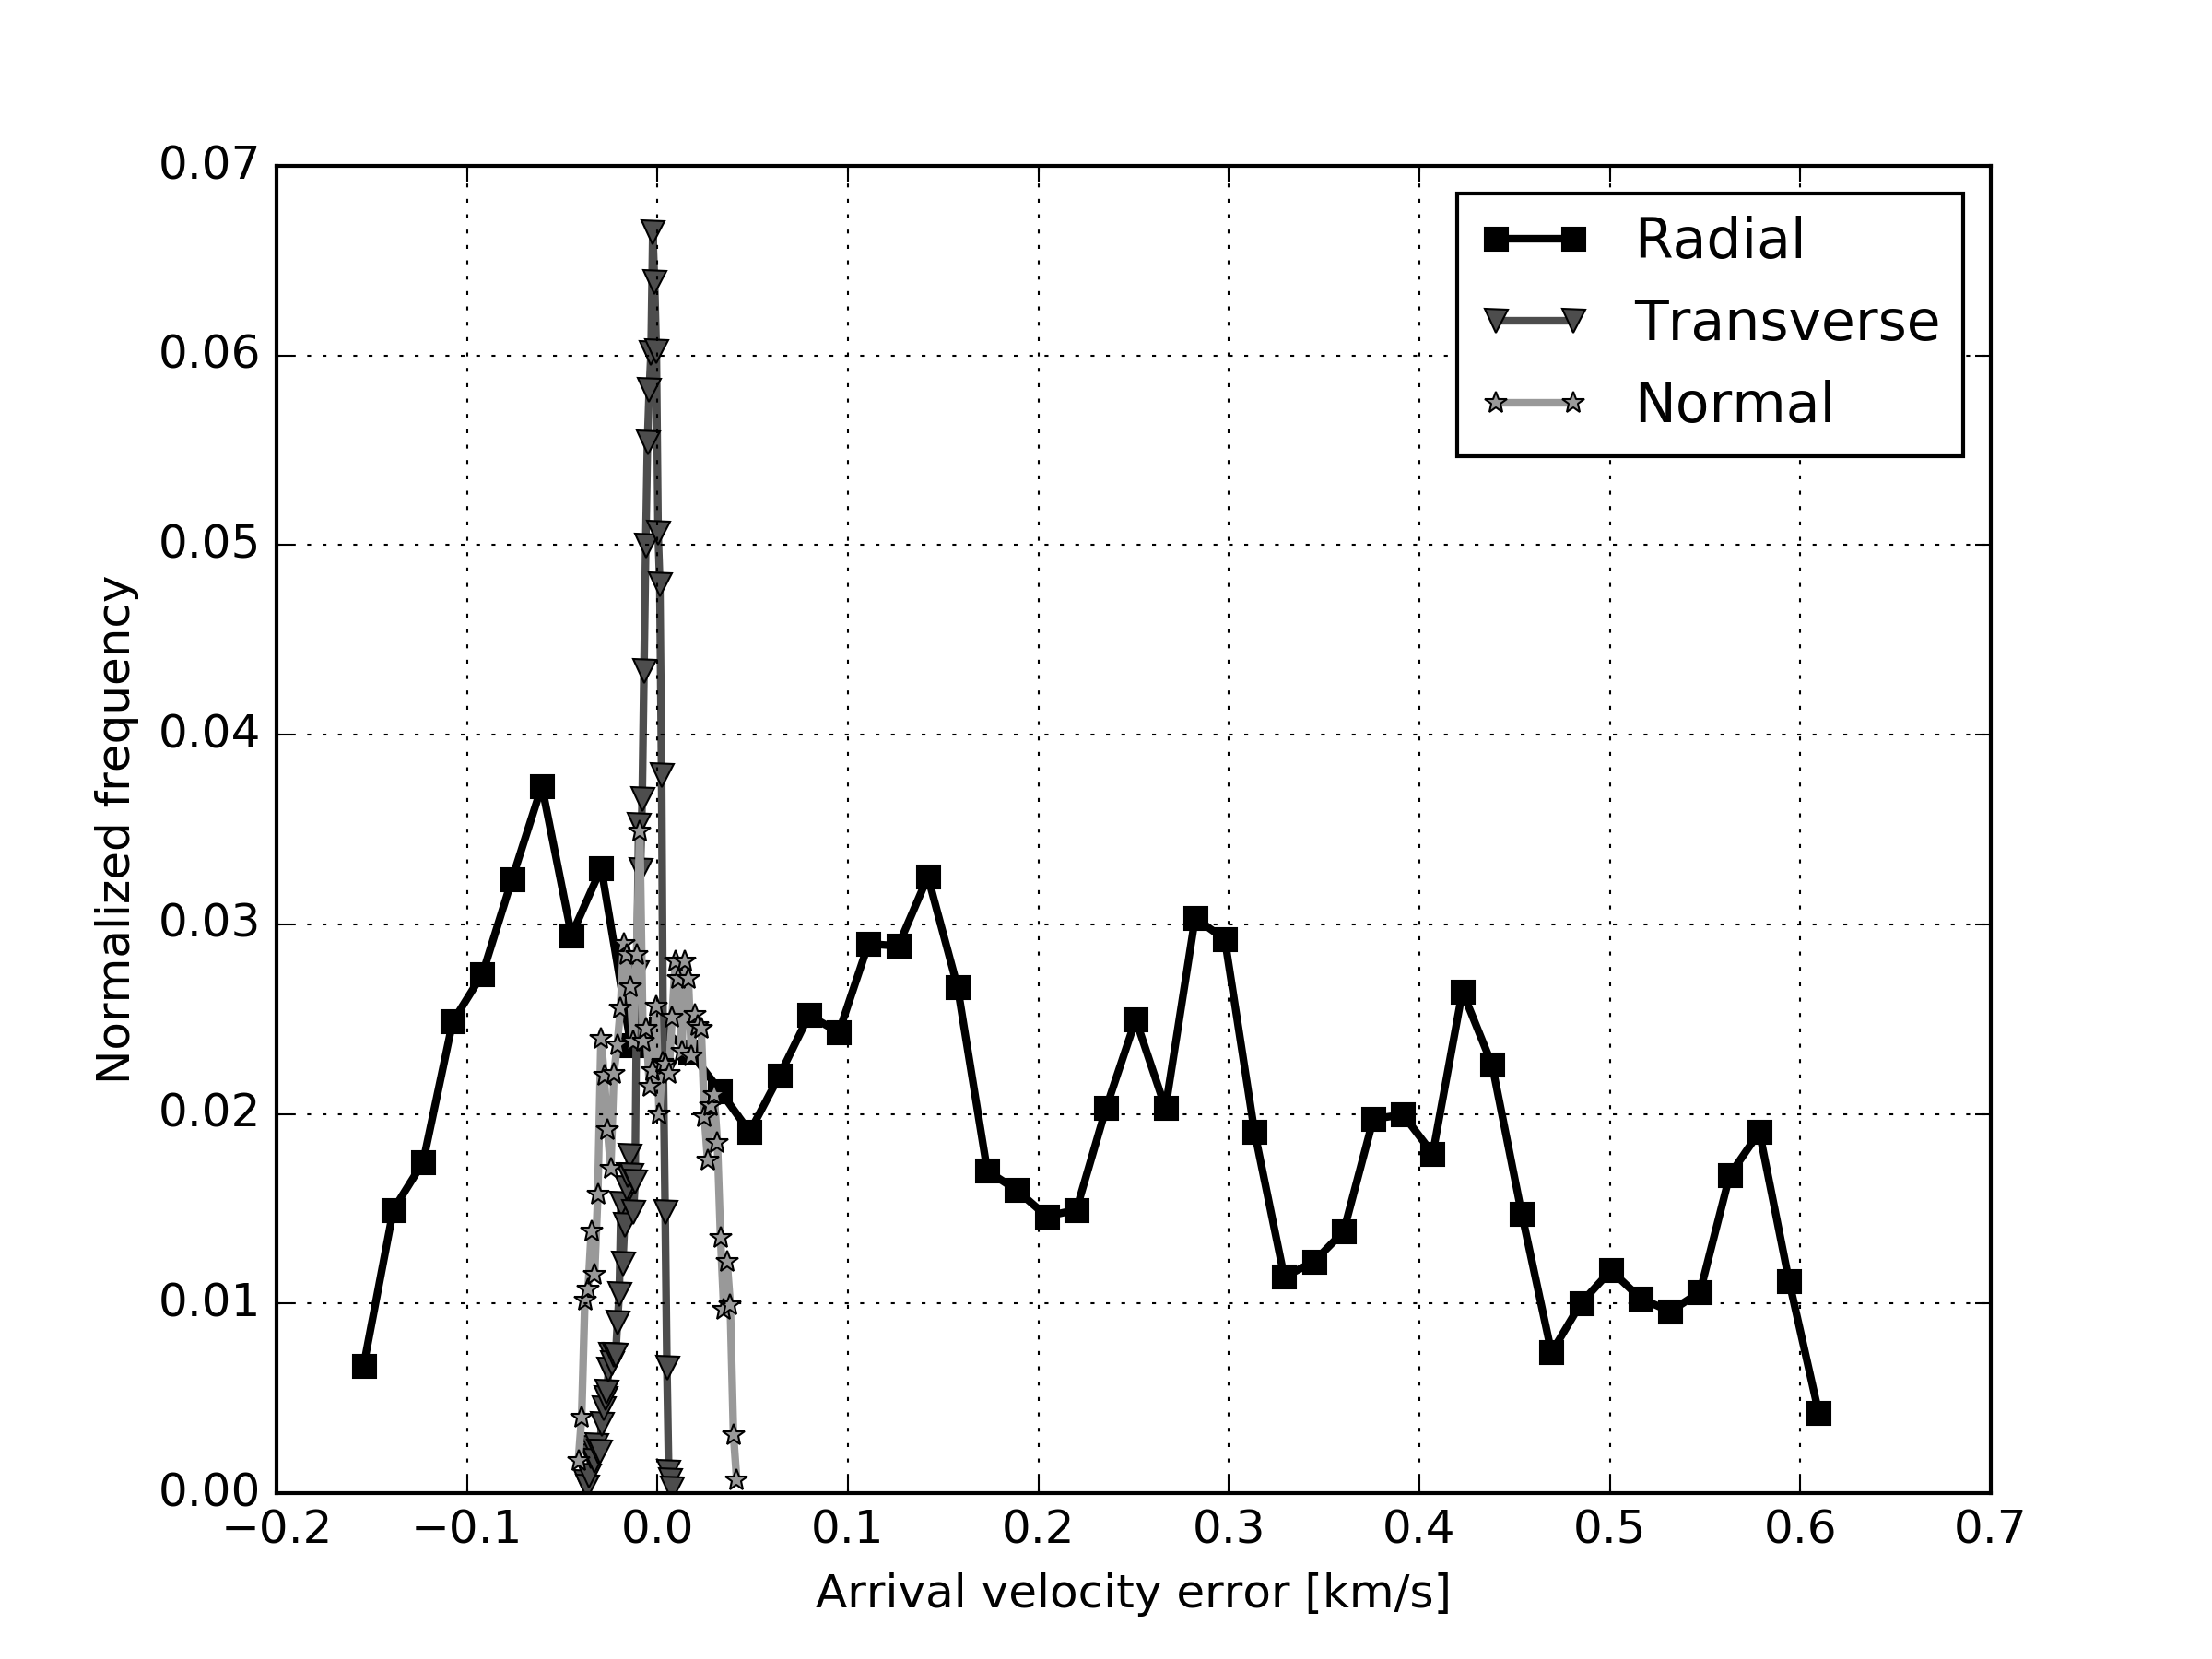 0.07
0.06
0.05
0.04
0.03
0.02
0.01
0.00
Normalized frequency
Radial
Transverse
Normal
−0.2 −0.1 0.0 0.1 0.2 0.3 0.4 0.5 0.6 0.7
Arrival velocity error [km/s]